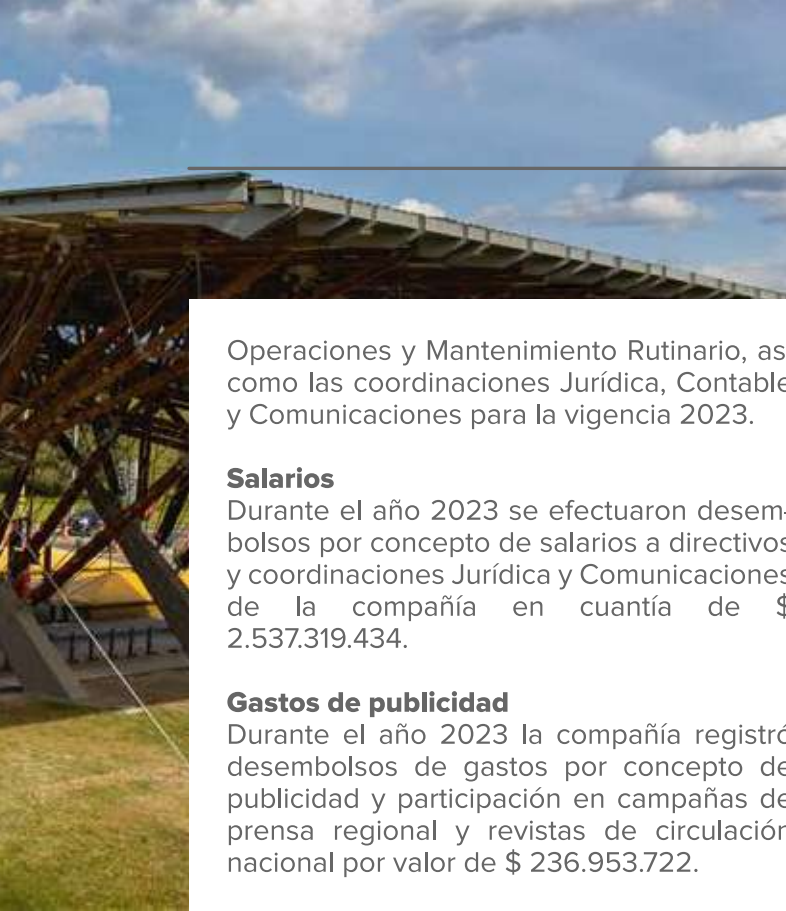 Operaciones y Mantenimiento Rutinario, as
como las coordinaciones Jurídica, Contable
y Comunicaciones para la vigencia 2023.
Salarios
Durante el año 2023 se efectuaron desem-
bolsos por concepto de salarios a directivos
y coordinaciones Jurídica y Comunicaciones
de la compañía en cuantía de $
2.537.319.434.
Gastos de publicidad
Durante el año 2023 la compañía registró
desembolsos de gastos por concepto de
publicidad y participación en campañas de
prensa regional y revistas de circulación
nacional por valor de $ 236.953.722.